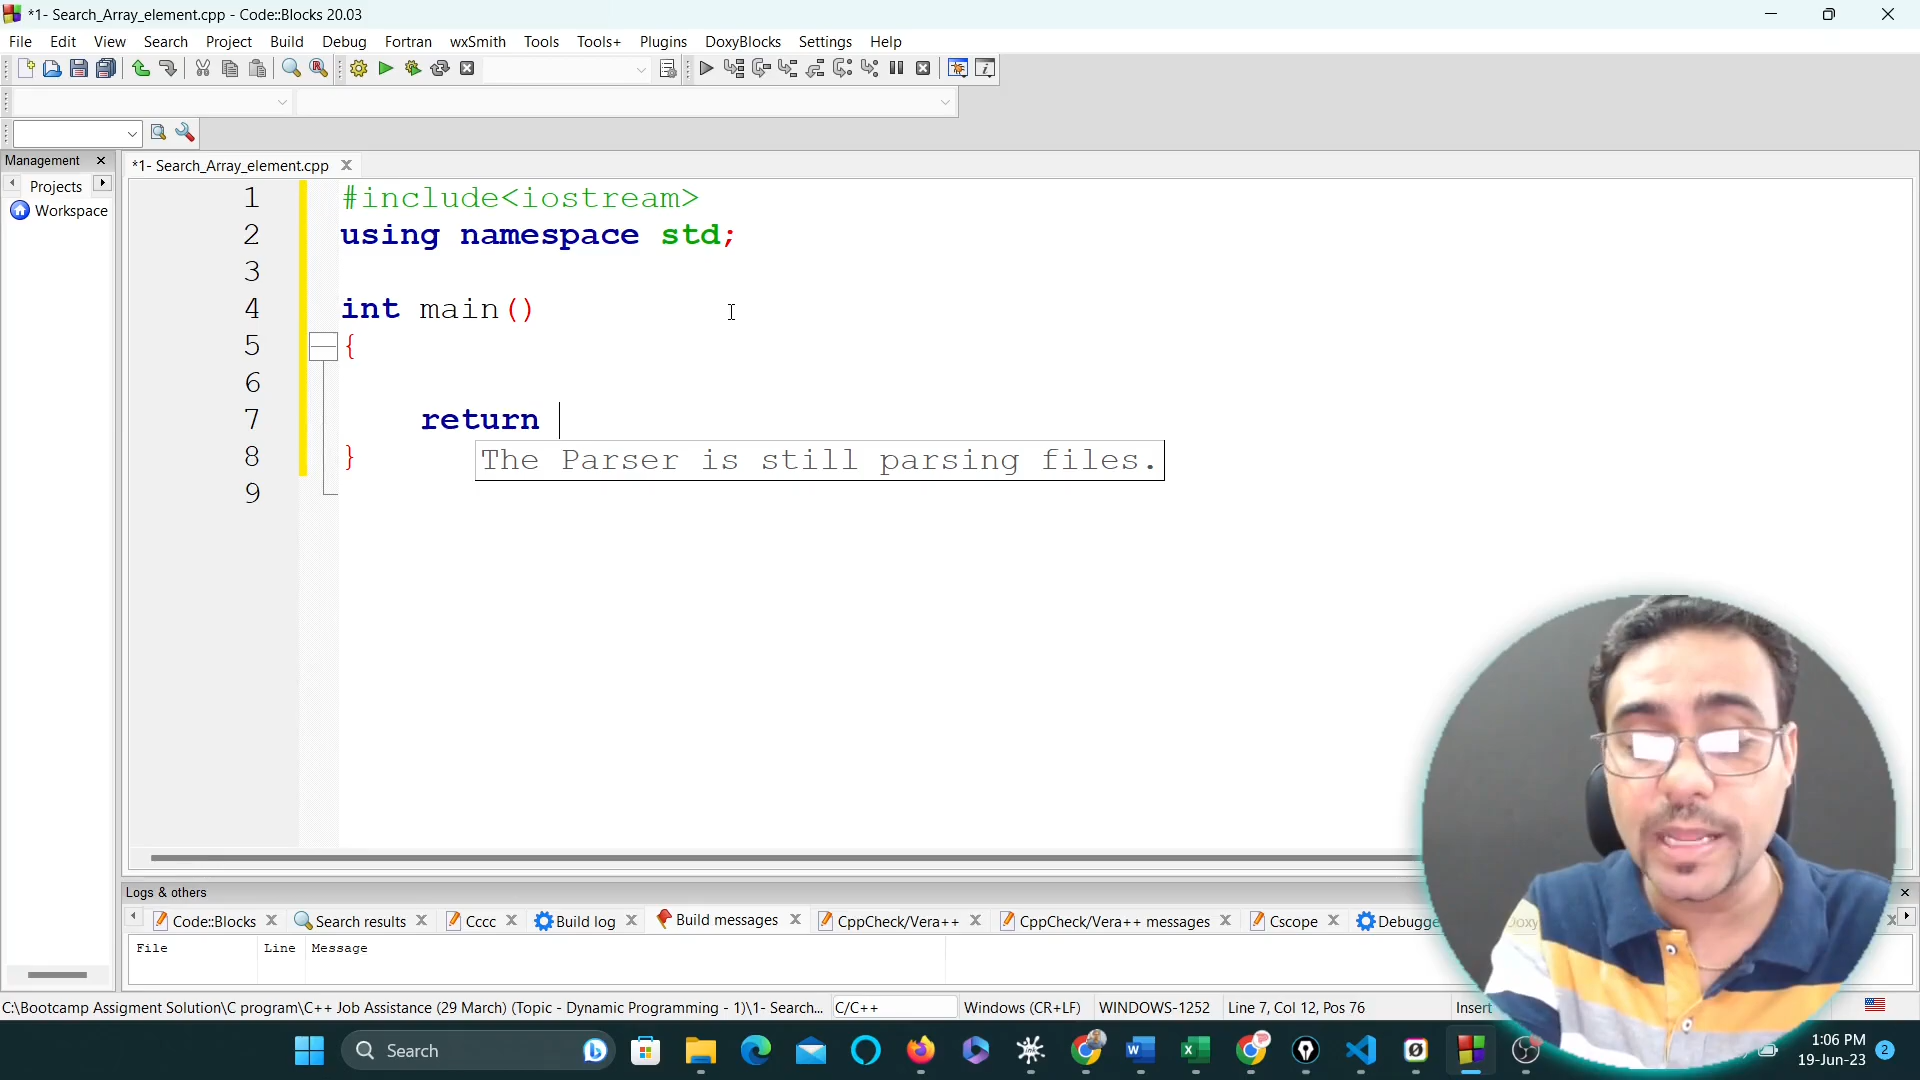 *1- Search_Array_element.cpp - Code::Blocks 20.03
File Edit View Search Project Build Debug Fortran wxSmith Tools Tools+ Plugins DoxyBlocks Settings Help
Management
*1- Search_Array_element.cpp
Projects
Workspace
1 #include<iostream>
2 using namespace std;
3
4 int main()
5 {
6
7 return
The Parser is still parsing files.
8 }
9
Logs & others
Code::Blocks Search results Cccc Build log Build messages CppCheck/Vera++ CppCheck/Vera++ messages Cscope Debugge
File Line Message
C:\Bootcamp Assigment Solution\C program\C++ Job Assistance (29 March) (Topic - Dynamic Programming - 1)\1- Search... C/C++ Windows (CR+LF) WINDOWS-1252 Line 7, Col 12, Pos 76 Insert
Search
1:06 PM
19-Jun-23
2